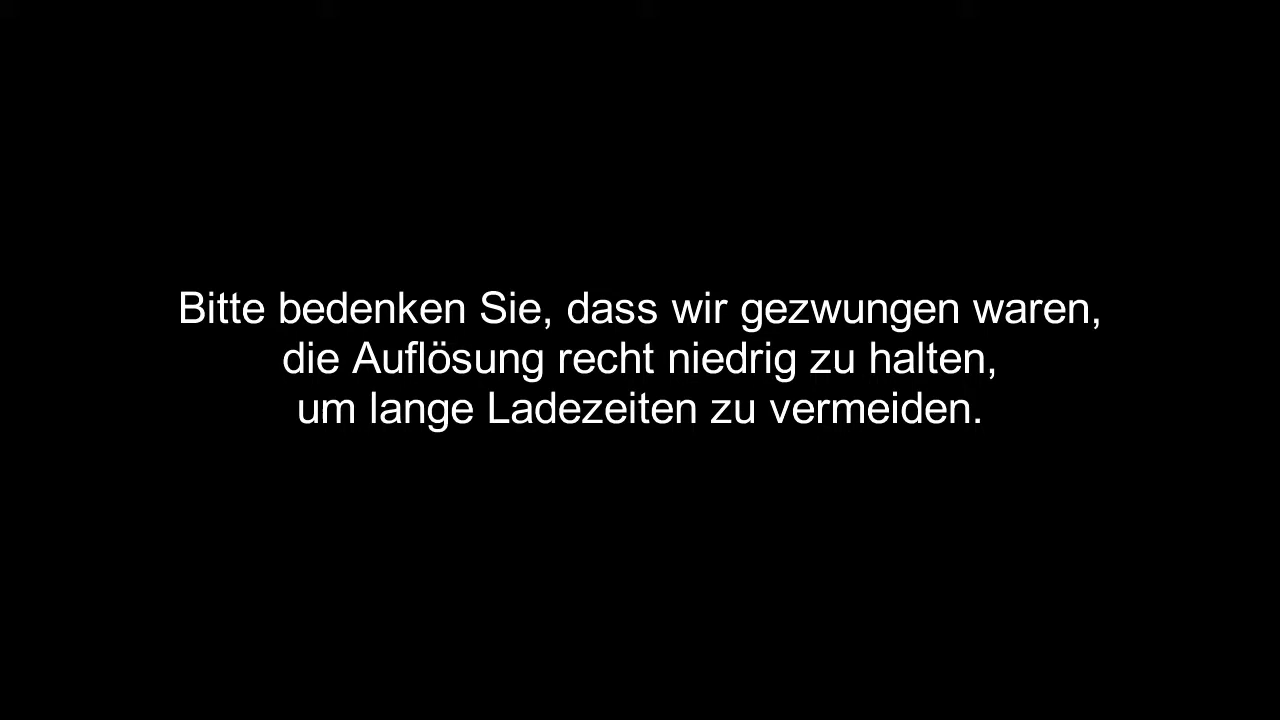 Bitte bedenken Sie, dass wir gezwungen waren,
die Auflösung recht niedrig zu halten,
um lange Ladezeiten zu vermeiden.